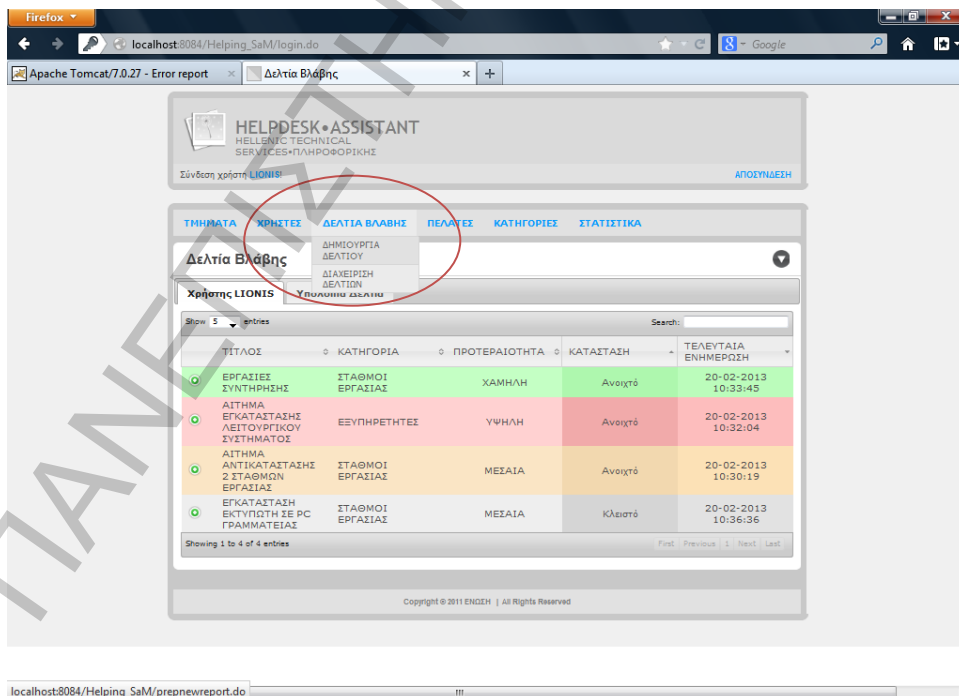 Firefox
localhost:8084/Helping_SaM/login.do
Google
Apache Tomcat/7.0.27 - Error report
Δελτία Βλάβης
HELPDESK•ASSISTANT
HELLENIC TECHNICAL
SERVICES•ΠΛΗΡΟΦΟΡΙΚΗΣ
Σύνδεση χρήστη LIONIS!
ΑΠΟΣΥΝΔΕΣΗ
ΤΜΗΜΑΤΑ ΧΡΗΣΤΕΣ ΔΕΛΤΙΑ ΒΛΑΒΗΣ ΠΕΛΑΤΕΣ ΚΑΤΗΓΟΡΙΕΣ ΣΤΑΤΙΣΤΙΚΑ
ΔΗΜΙΟΥΡΓΙΑ
ΔΕΛΤΙΟΥ
ΔΙΑΧΕΙΡΙΣΗ
ΔΕΛΤΙΩΝ
Δελτία Βλάβης
Χρήστης LIONIS
Υπόλοιπα Δελτία
Show 5 entries
Search:
ΤΙΤΛΟΣ ΚΑΤΗΓΟΡΙΑ ΠΡΟΤΕΡΑΙΟΤΗΤΑ ΚΑΤΑΣΤΑΣΗ ΤΕΛΕΥΤΑΙΑ
ΕΝΗΜΕΡΩΣΗ
ΕΡΓΑΣΙΕΣ
ΣΥΝΤΗΡΗΣΗΣ
ΣΤΑΘΜΟΙ
ΕΡΓΑΣΙΑΣ
ΧΑΜΗΛΗ
Ανοιχτό
20-02-2013
10:33:45
ΑΙΤΗΜΑ
ΕΓΚΑΤΑΣΤΑΣΗΣ
ΛΕΙΤΟΥΡΓΙΚΟΥ
ΣΥΣΤΗΜΑΤΟΣ
ΕΞΥΠΗΡΕΤΗΤΕΣ
ΥΨΗΛΗ
Ανοιχτό
20-02-2013
10:32:04
ΑΙΤΗΜΑ
ΑΝΤΙΚΑΤΑΣΤΑΣΗΣ
2 ΣΤΑΘΜΩΝ
ΕΡΓΑΣΙΑΣ
ΣΤΑΘΜΟΙ
ΕΡΓΑΣΙΑΣ
ΜΕΣΑΙΑ
Ανοιχτό
20-02-2013
10:30:19
ΕΓΚΑΤΑΣΤΑΣΗ
ΕΚΤΥΠΩΤΗ ΣΕ PC
ΓΡΑΜΜΑΤΕΙΑΣ
ΣΤΑΘΜΟΙ
ΕΡΓΑΣΙΑΣ
ΜΕΣΑΙΑ
Κλειστό
20-02-2013
10:36:36
Showing 1 to 4 of 4 entries
First Previous 1 Next Last
Copyright © 2011 ΕΝΩΣΗ | All Rights Reserved
localhost:8084/Helping_SaM/prepnewreport.do
ΠΑΝΕΠΙΣΤΗ